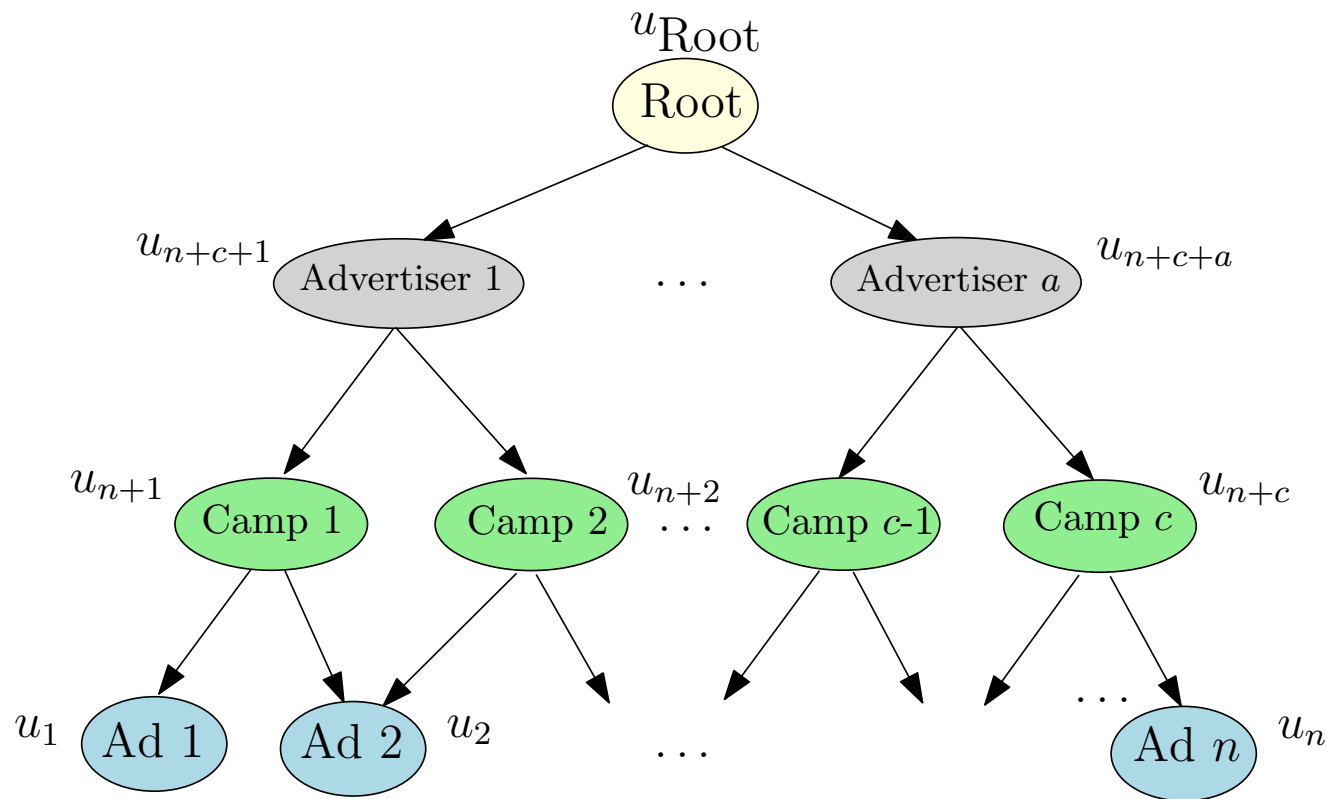 u_Root
Root
u_{n+c+1} Advertiser 1 ... Advertiser a u_{n+c+a}
u_{n+1} Camp 1 Camp 2 u_{n+2} ... Camp c-1 Camp c u_{n+c}
u_1 Ad 1 Ad 2 u_2 ... ... Ad n u_n